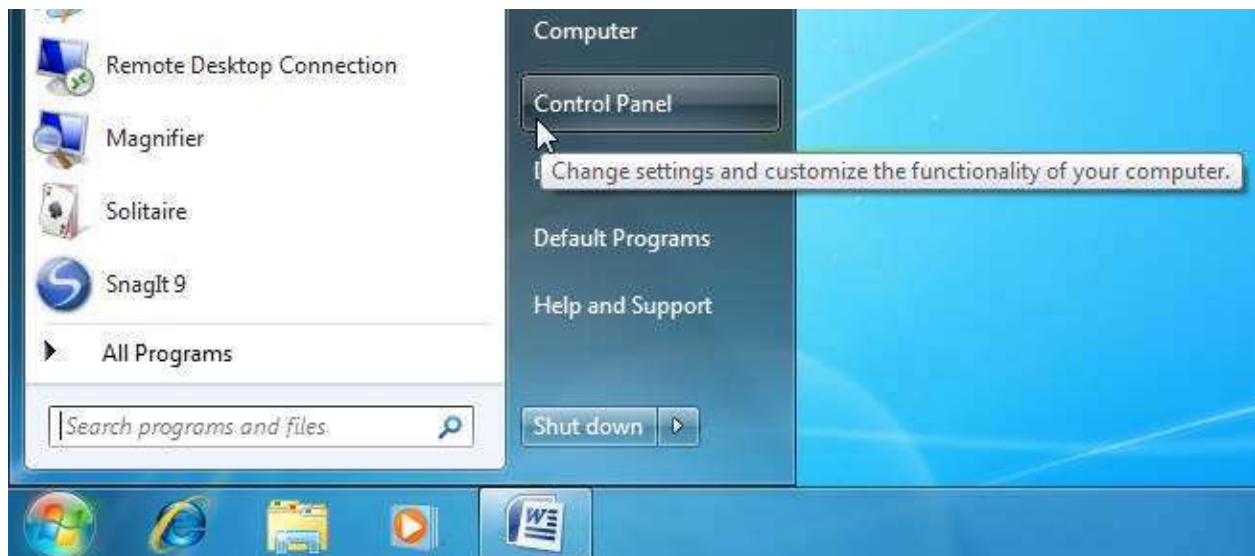 Remote Desktop Connection
Magnifier
Solitaire
SnagIt 9
All Programs
Search programs and files
Computer
Control Panel
Change settings and customize the functionality of your computer.
Default Programs
Help and Support
Shut down
W